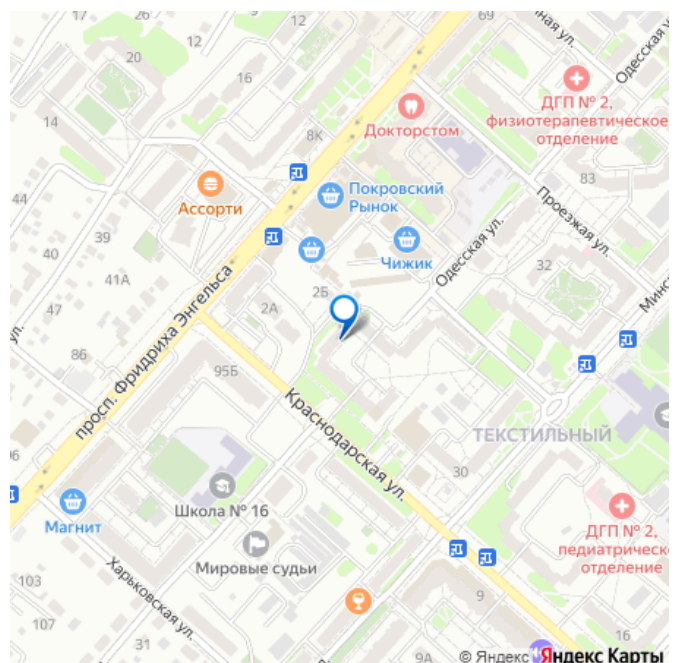 17
12
69
20
12
16
Одесская у
ДГП № 2,
физиотерапевтическое
отделение
14
8К
Докторстом
83
44
Ассорти
Покровский
Рынок
Проезжая ул.
39
40
Чижик
Одесская ул.
32
41А
47
2Б
2А
Минс
ул.
просп. Фридриха Энгельса
86
95Б
Краснодарская ул.
ТЕКСТИЛЬНЫЙ
30
Школа № 16
Магнит
ДГП № 2,
педиатрическ
отделение
Мировые судьи
Харьковская ул.
103
9
107
31
16
9А
© Яндекс
Яндекс Карты